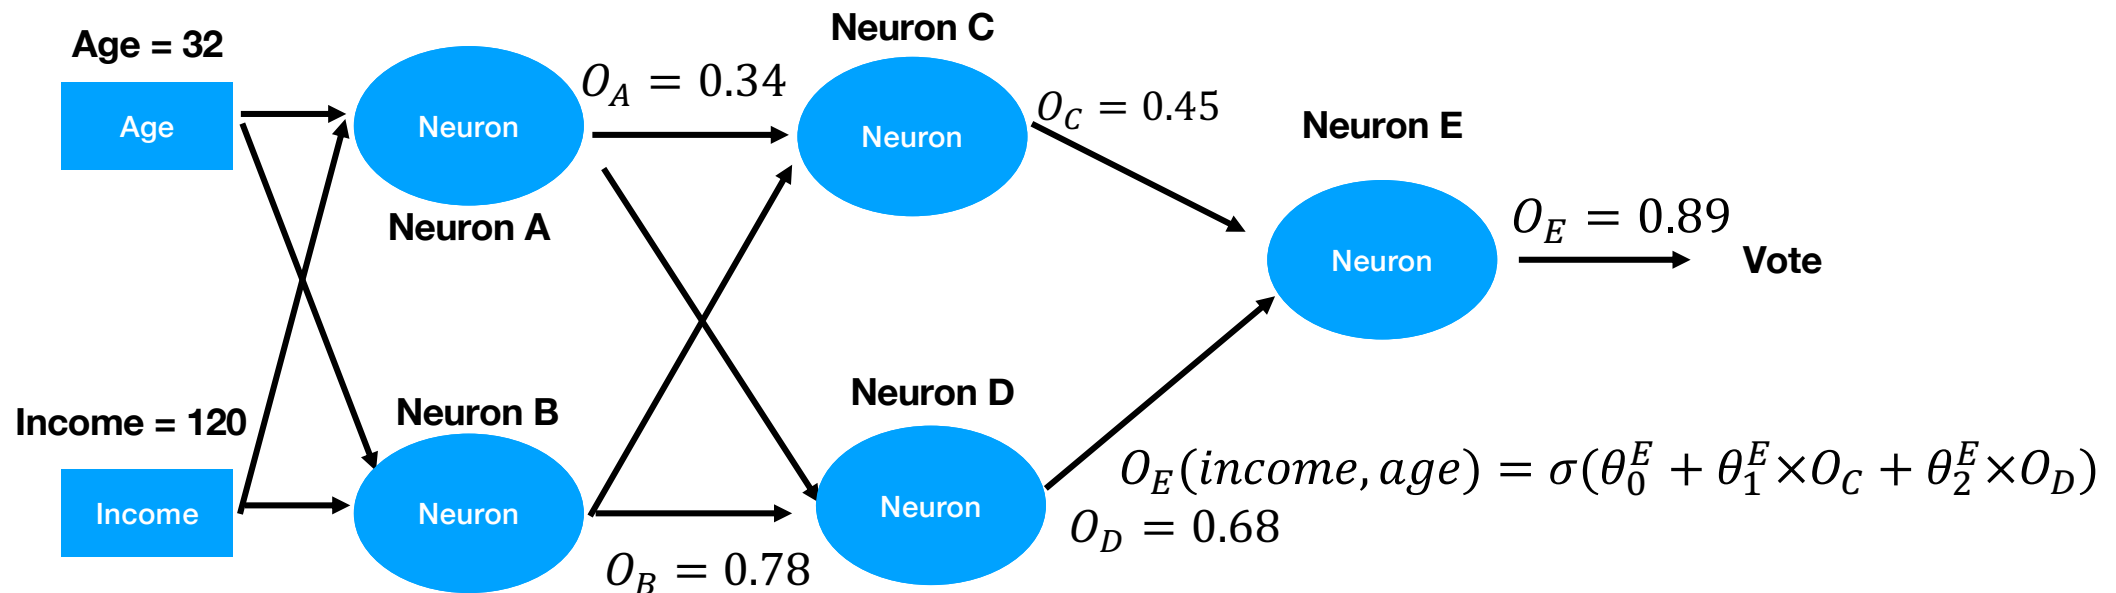 Age = 32
Age
Neuron
Neuron A
O_A = 0.34
Neuron C
Neuron
O_C = 0.45
Neuron E
Neuron
O_E = 0.89
Vote
Income = 120
Income
Neuron B
Neuron
O_B = 0.78
Neuron D
Neuron
O_E(income, age) = σ(θ_0^E + θ_1^E×O_C + θ_2^E×O_D)
O_D = 0.68